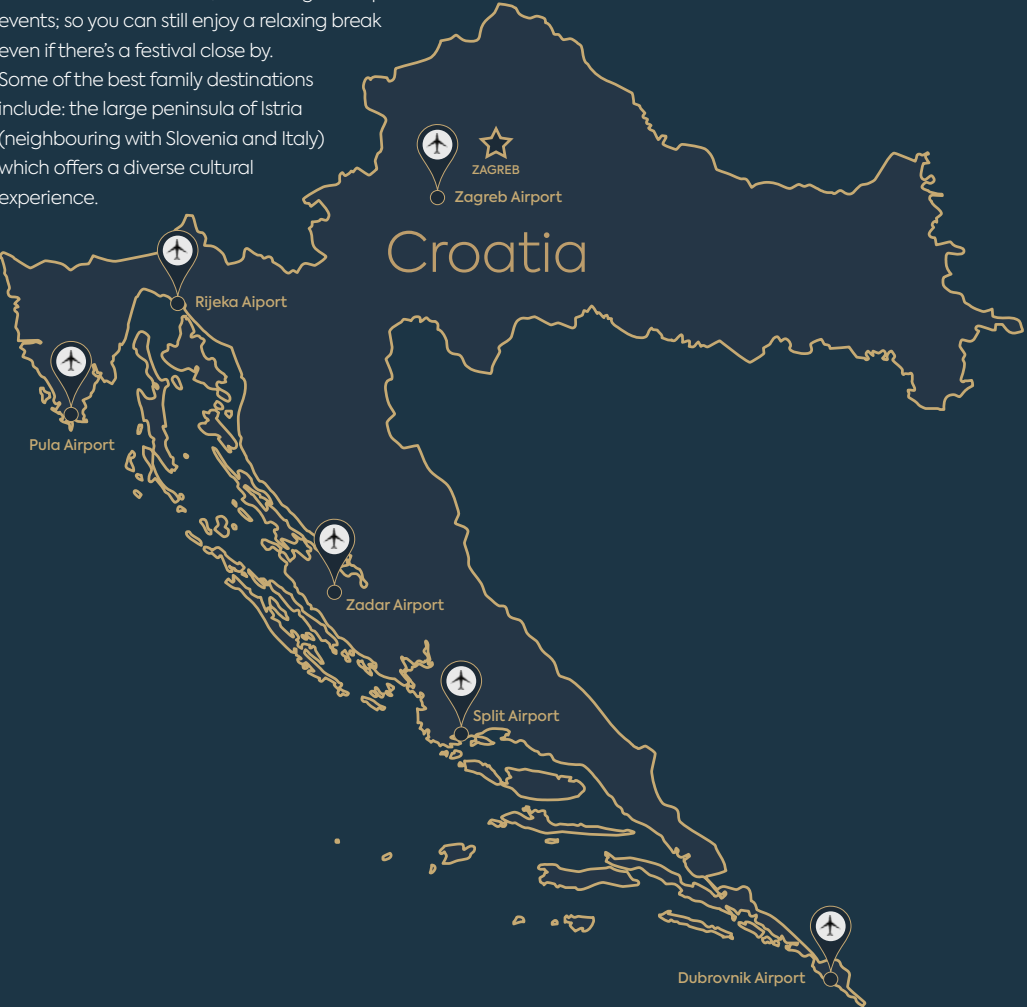 events; so you can still enjoy a relaxing break
even if there's a festival close by.
Some of the best family destinations
include: the large peninsula of Istria
(neighbouring with Slovenia and Italy)
which offers a diverse cultural
experience.
ZAGREB
Zagreb Airport
Croatia
Rijeka Aiport
Pula Airport
Zadar Airport
Split Airport
Dubrovnik Airport